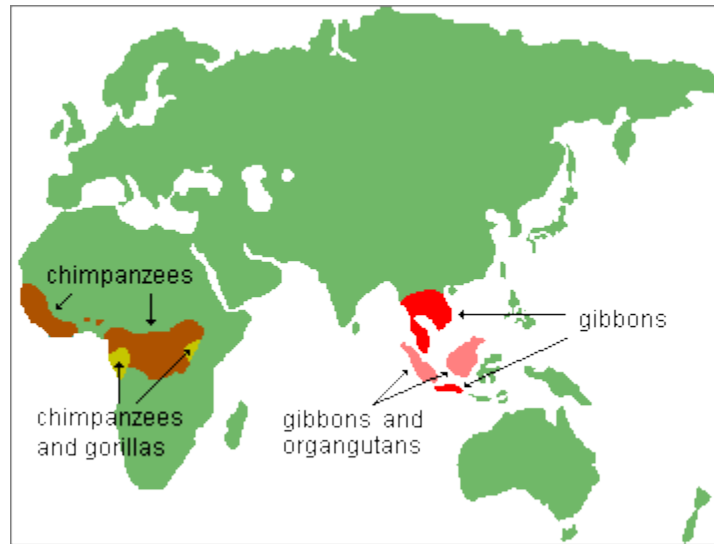 chimpanzees
gibbons
chimpanzees
and gorillas
gibbons and
organgutans